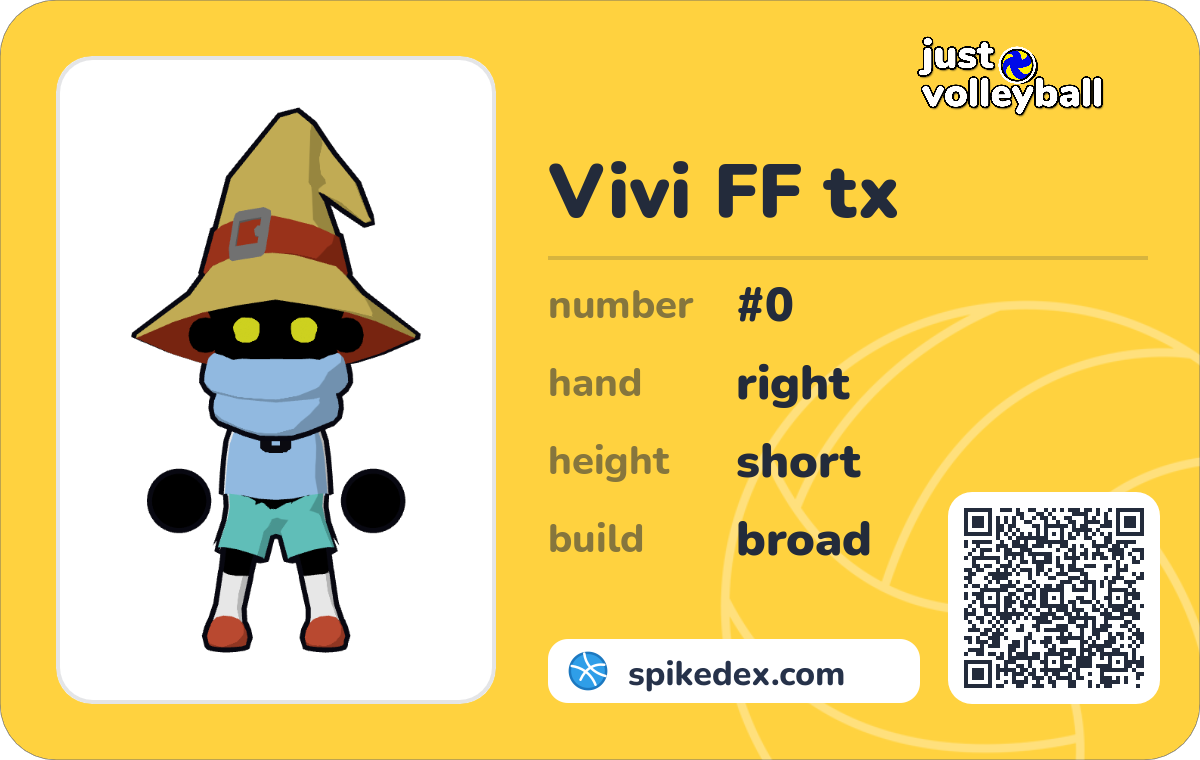 just
volleyball
Vivi FF tx
number #0
hand right
height short
build broad
spikedex.com